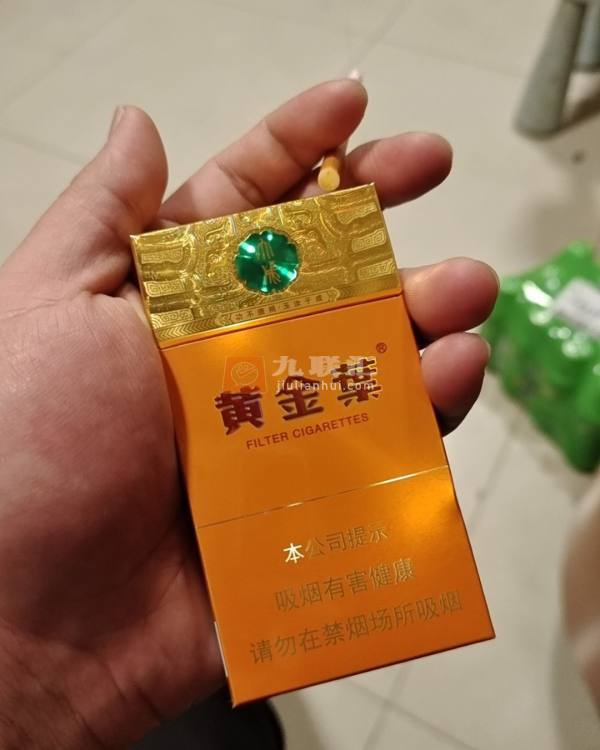 九联汇
jiutianhui.com
黄金葉®
FILTER CIGARETTES
本公司提示
吸烟有害健康
请勿在禁烟场所吸烟